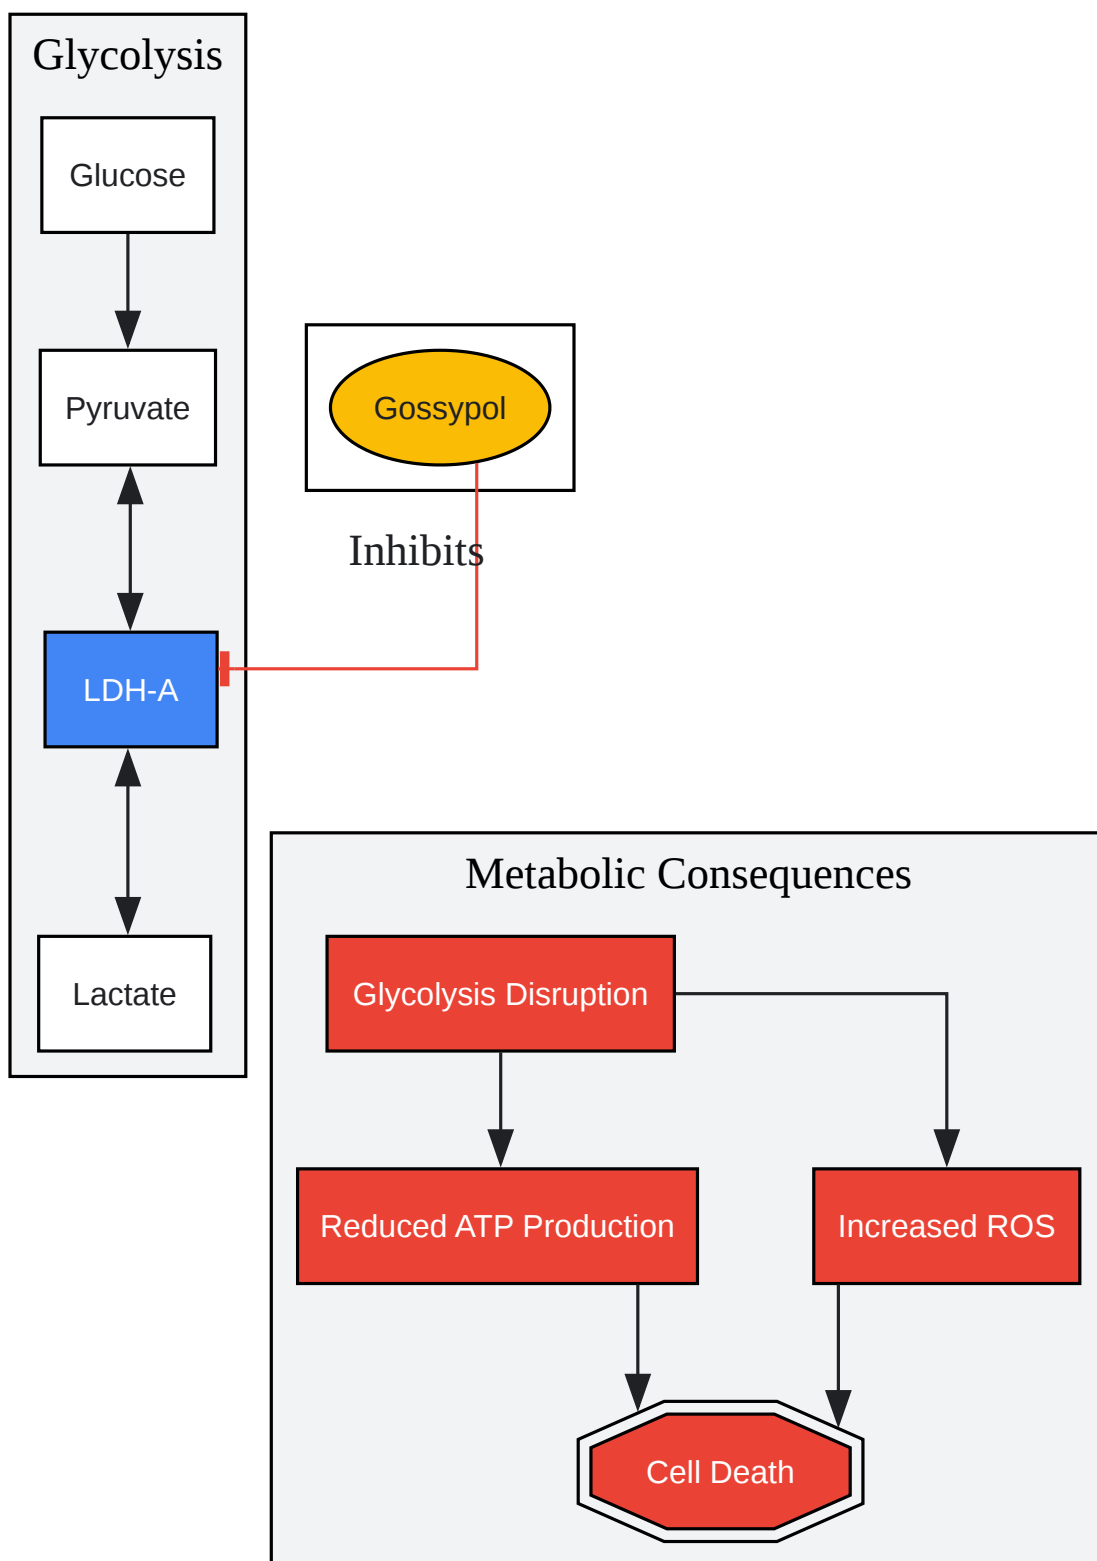 Glycolysis
Glucose
Pyruvate
Gossypol
Inhibits
LDH-A
Lactate
Metabolic Consequences
Glycolysis Disruption
Reduced ATP Production
Increased ROS
Cell Death